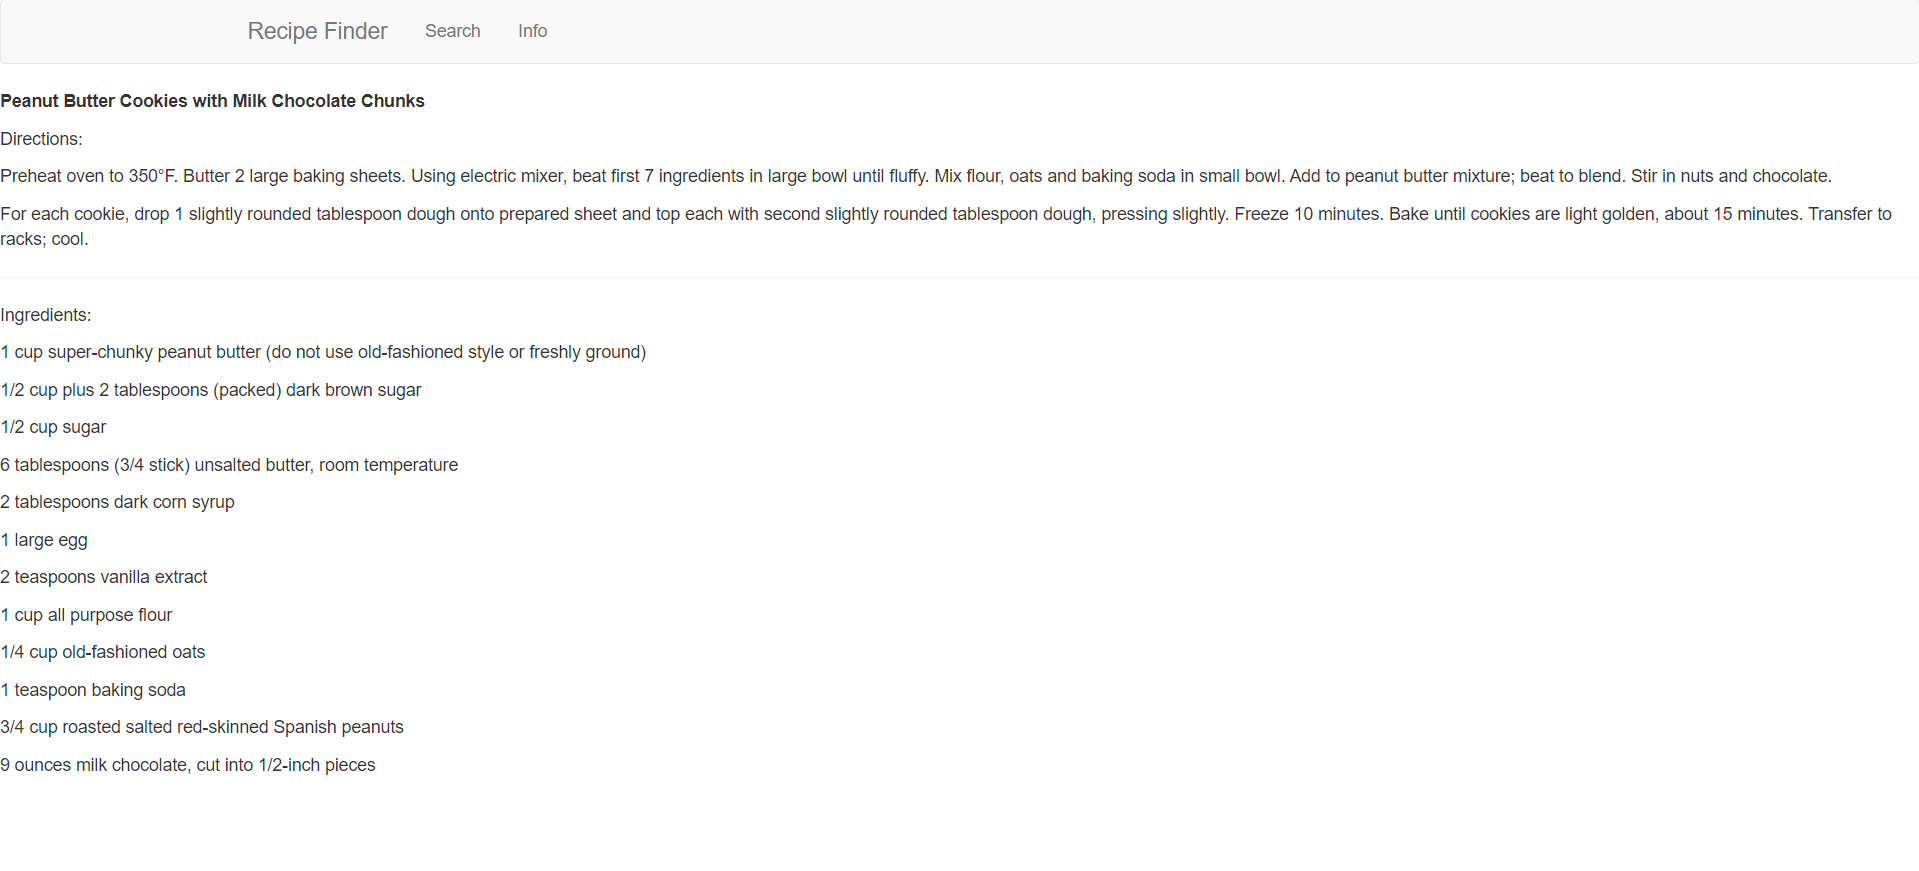 Recipe Finder Search Info
Peanut Butter Cookies with Milk Chocolate Chunks
Directions:
Preheat oven to 350°F. Butter 2 large baking sheets. Using electric mixer, beat first 7 ingredients in large bowl until fluffy. Mix flour, oats and baking soda in small bowl. Add to peanut butter mixture; beat to blend. Stir in nuts and chocolate.
For each cookie, drop 1 slightly rounded tablespoon dough onto prepared sheet and top each with second slightly rounded tablespoon dough, pressing slightly. Freeze 10 minutes. Bake until cookies are light golden, about 15 minutes. Transfer to
racks; cool.
Ingredients:
1 cup super-chunky peanut butter (do not use old-fashioned style or freshly ground)
1/2 cup plus 2 tablespoons (packed) dark brown sugar
1/2 cup sugar
6 tablespoons (3/4 stick) unsalted butter, room temperature
2 tablespoons dark corn syrup
1 large egg
2 teaspoons vanilla extract
1 cup all purpose flour
1/4 cup old-fashioned oats
1 teaspoon baking soda
3/4 cup roasted salted red-skinned Spanish peanuts
9 ounces milk chocolate, cut into 1/2-inch pieces